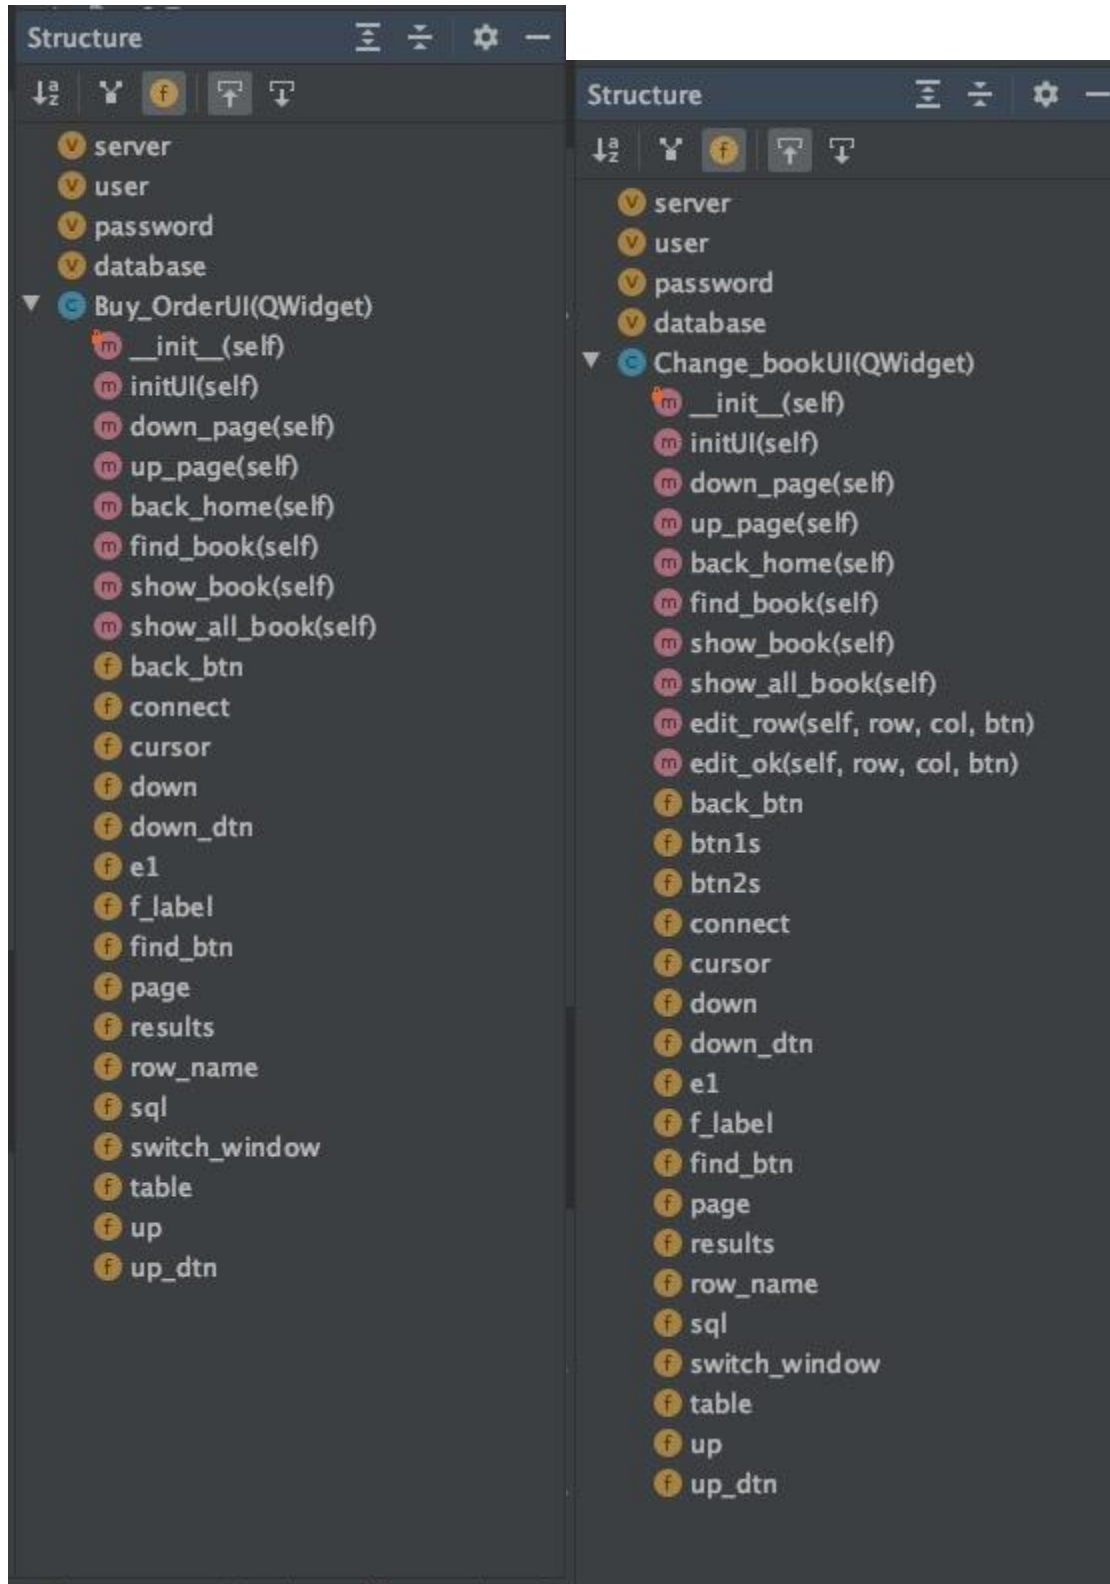 Structure
server
user
password
database
Buy_OrderUI(QWidget)
__init__(self)
initUI(self)
down_page(self)
up_page(self)
back_home(self)
find_book(self)
show_book(self)
show_all_book(self)
back_btn
connect
cursor
down
down_dtn
e1
f_label
find_btn
page
results
row_name
sql
switch_window
table
up
up_dtn
Structure
server
user
password
database
Change_bookUI(QWidget)
__init__(self)
initUI(self)
down_page(self)
up_page(self)
back_home(self)
find_book(self)
show_book(self)
show_all_book(self)
edit_row(self, row, col, btn)
edit_ok(self, row, col, btn)
back_btn
btn1s
btn2s
connect
cursor
down
down_dtn
e1
f_label
find_btn
page
results
row_name
sql
switch_window
table
up
up_dtn